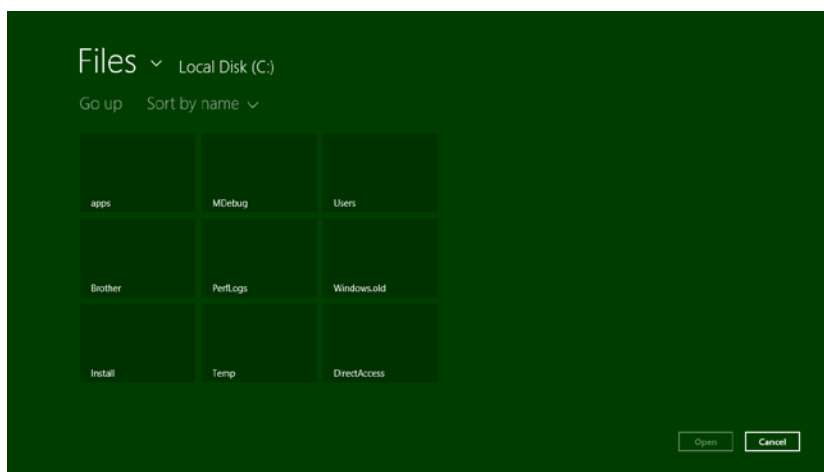 Files Local Disk (C:)
Go up Sort by name
apps MDebug Users
Brother PerfLogs Windows.old
Install Temp DirectAccess
Open Cancel